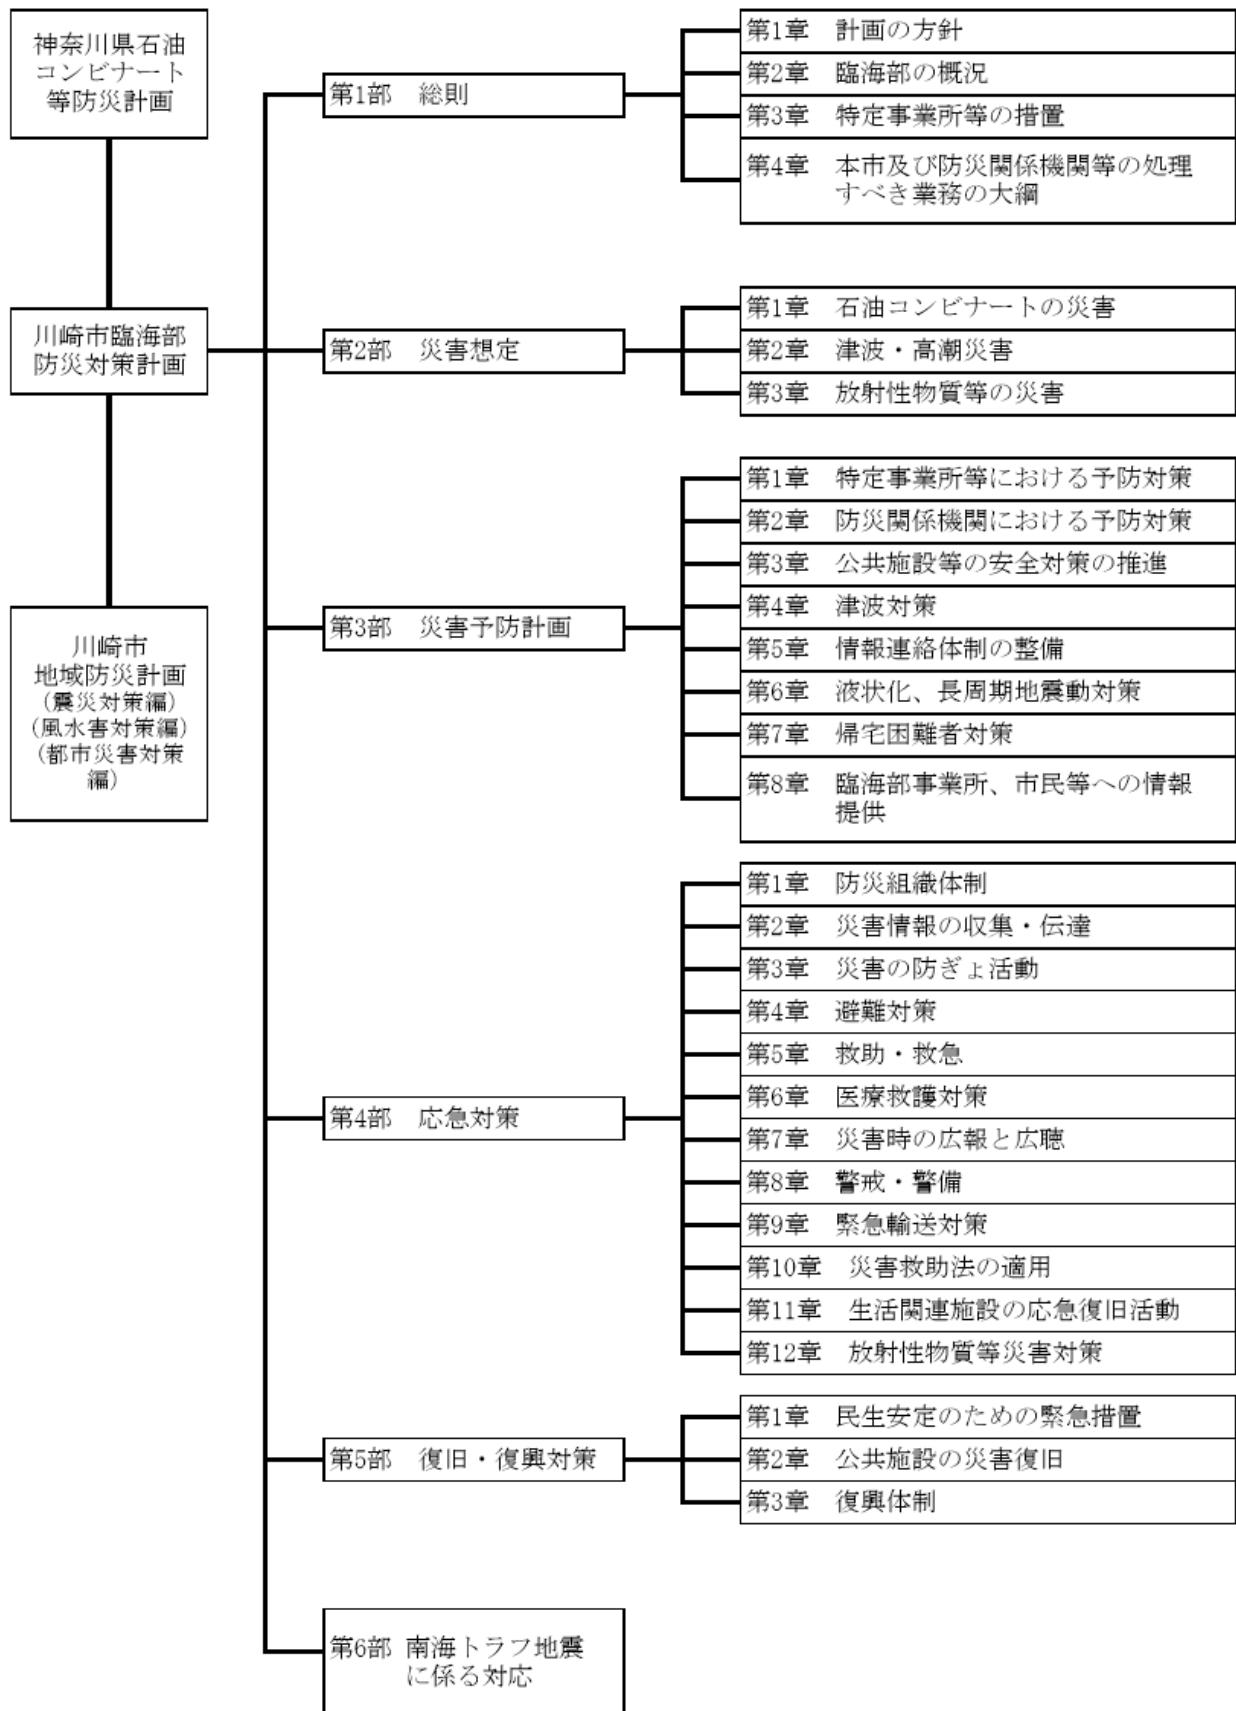 神奈川県石油
コンビナート
等防災計画
川崎市臨海部
防災対策計画
川崎市
地域防災計画
(震災対策編)
(風水害対策編)
(都市災害対策
編)
第1部 総則
第1章 計画の方針
第2章 臨海部の概況
第3章 特定事業所等の措置
第4章 本市及び防災関係機関等の処理
すべき業務の大綱
第2部 災害想定
第1章 石油コンビナートの災害
第2章 津波・高潮災害
第3章 放射性物質等の災害
第3部 災害予防計画
第1章 特定事業所等における予防対策
第2章 防災関係機関における予防対策
第3章 公共施設等の安全対策の推進
第4章 津波対策
第5章 情報連絡体制の整備
第6章 液状化、長周期地震動対策
第7章 帰宅困難者対策
第8章 臨海部事業所、市民等への情報
提供
第4部 応急対策
第1章 防災組織体制
第2章 災害情報の収集・伝達
第3章 災害の防ぎょ活動
第4章 避難対策
第5章 救助・救急
第6章 医療救護対策
第7章 災害時の広報と広聴
第8章 警戒・警備
第9章 緊急輸送対策
第10章 災害救助法の適用
第11章 生活関連施設の応急復旧活動
第12章 放射性物質等災害対策
第5部 復旧・復興対策
第1章 民生安定のための緊急措置
第2章 公共施設の災害復旧
第3章 復興体制
第6部 南海トラフ地震
に係る対応